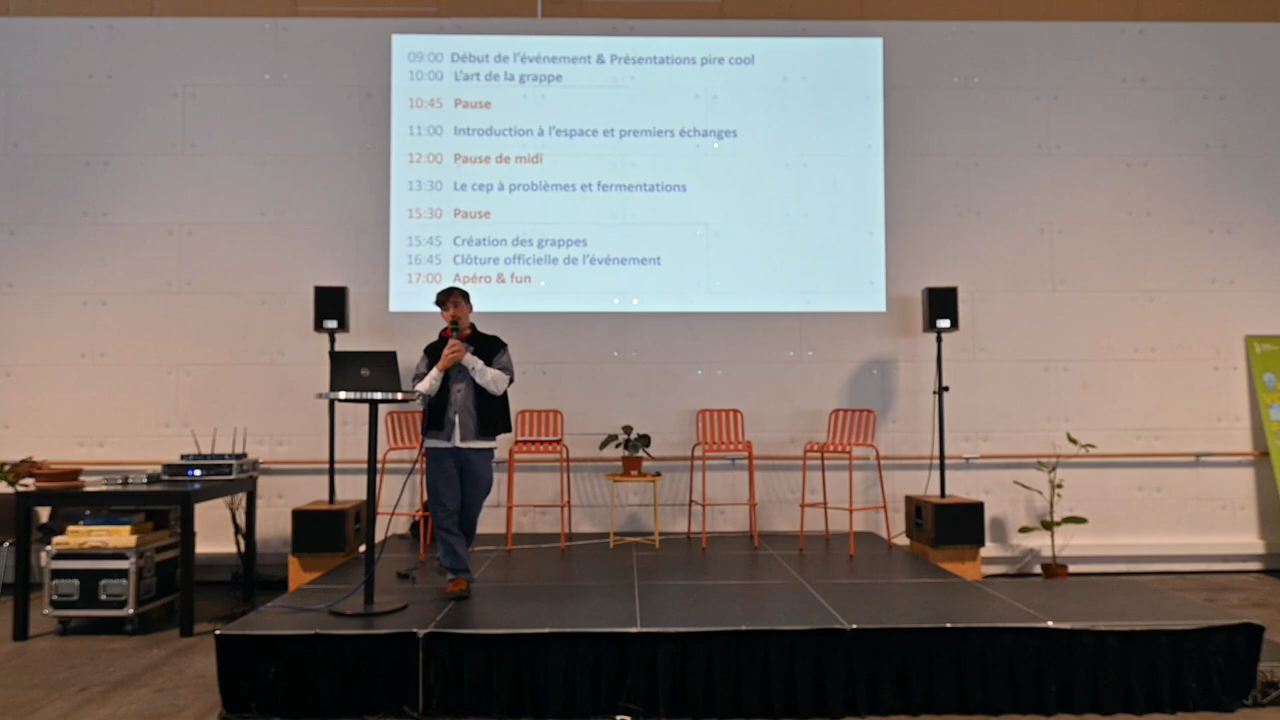 09:00 Début de l'événement & Présentations pire cool
10:00 L'art de la grappe
10:45 Pause
11:00 Introduction à l'espace et premiers échanges
12:00 Pause de midi
13:30 Le cep à problèmes et fermentations
15:30 Pause
15:45 Création des grappes
16:45 Clôture officielle de l'événement
17:00 Apéro & fun